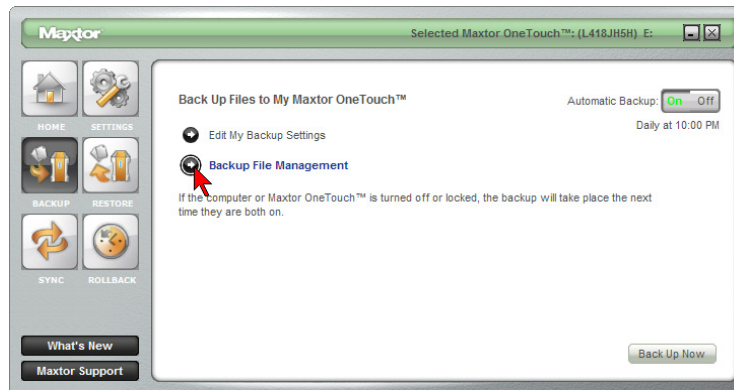 Maxtor
Selected Maxtor OneTouch™: (L418JH5H) E:
HOME
SETTINGS
BACKUP
RESTORE
SYNC
ROLLBACK
What's New
Maxtor Support
Back Up Files to My Maxtor OneTouch™
Automatic Backup: On Off
Daily at 10:00 PM
Edit My Backup Settings
Backup File Management
If the computer or Maxtor OneTouch™ is turned off or locked, the backup will take place the next
time they are both on.
Back Up Now